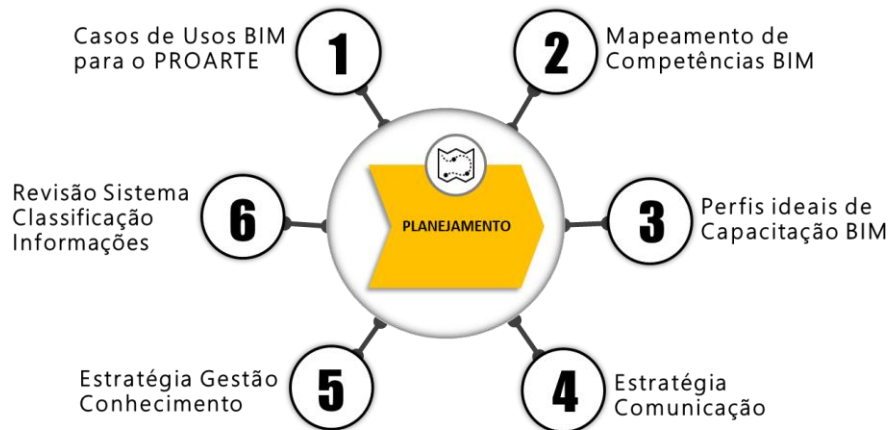 1
Casos de Usos BIM
para o PROARTE
2
Mapeamento de
Competências BIM
3
Perfis ideais de
Capacitação BIM
4
Estratégia
Comunicação
5
Estratégia Gestão
Conhecimento
6
Revisão Sistema
Classificação
Informações
PLANEJAMENTO